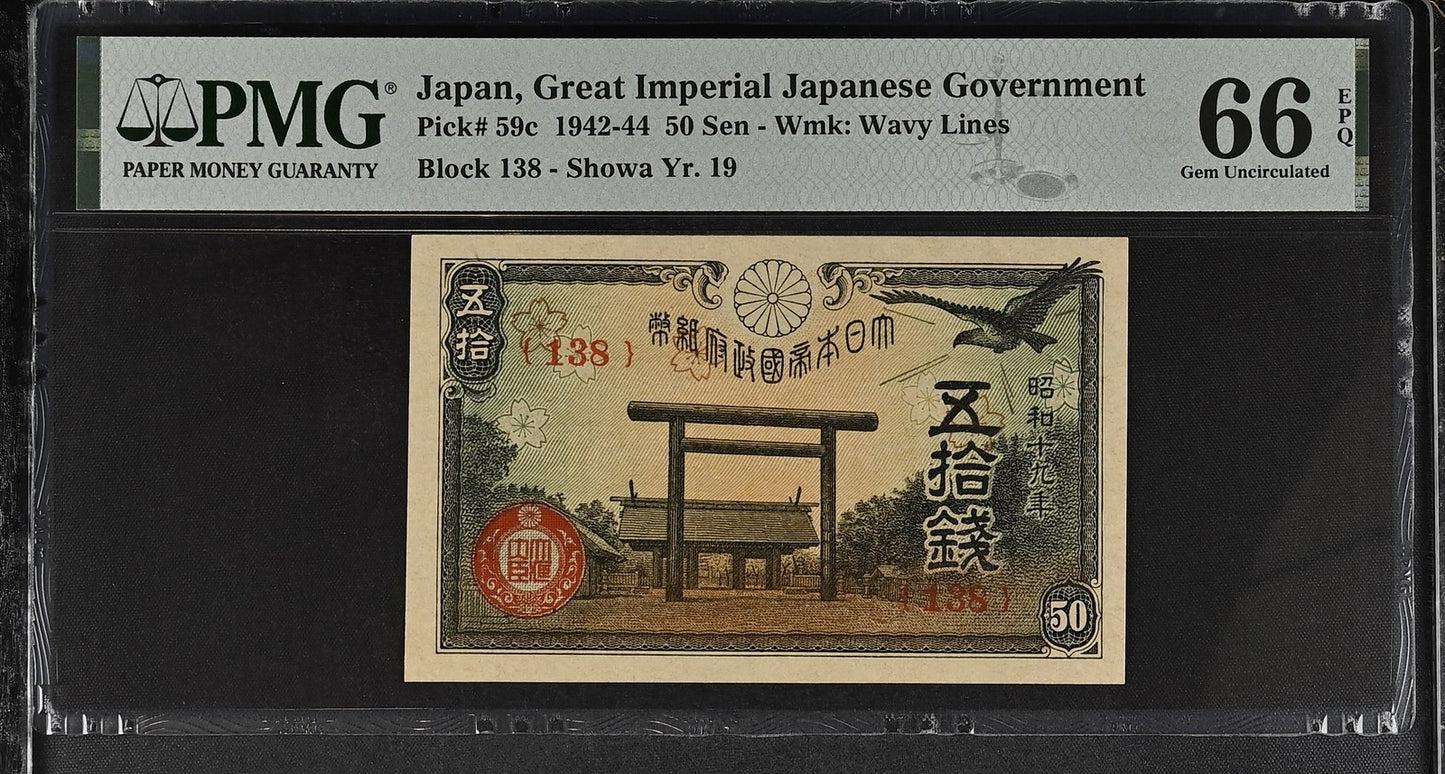 PMG®
PAPER MONEY GUARANTY
Japan, Great Imperial Japanese Government
Pick# 59c 1942-44 50 Sen - Wmk: Wavy Lines
Block 138 - Showa Yr. 19
66
EPQ
Gem Uncirculated
五拾
{138}
幣紙府政國帝本日大
昭和十九年
五拾錢
大臣
{138}
50